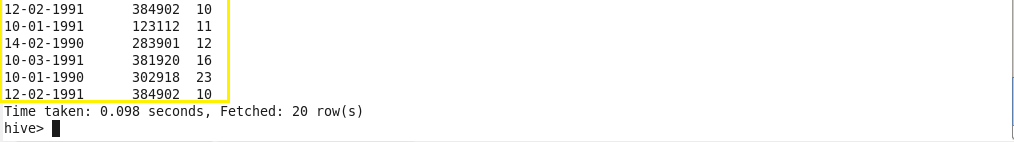 12-02-1991      384902  10
10-01-1991      123112  11
14-02-1990      283901  12
10-03-1991      381920  16
10-01-1990      302918  23
12-02-1991      384902  10
Time taken: 0.098 seconds, Fetched: 20 row(s)
hive>